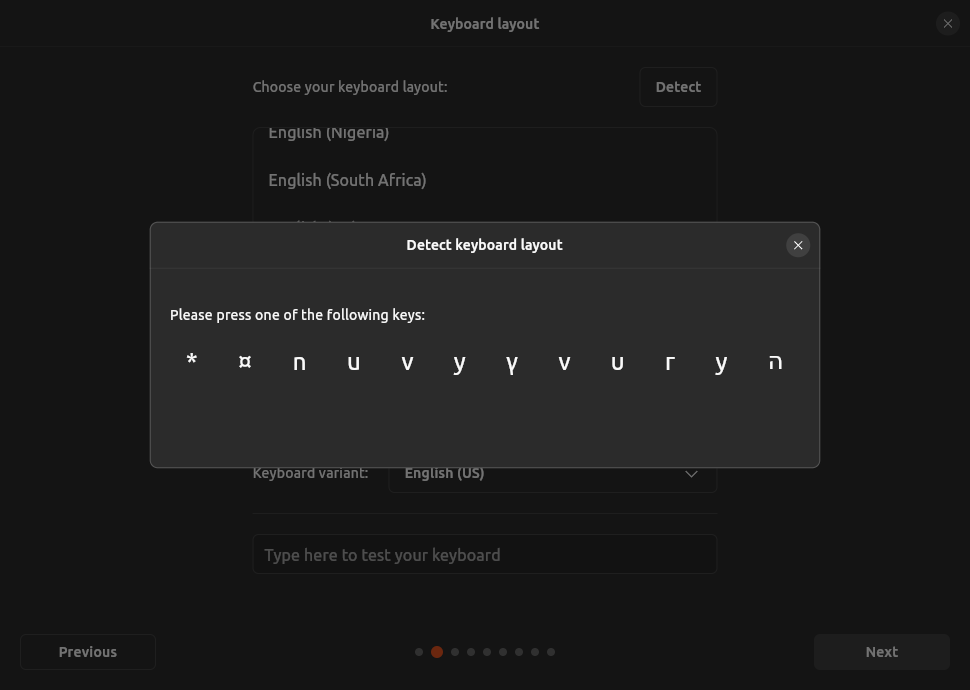 Keyboard layout
Choose your keyboard layout:
Detect
English (Nigeria)
English (South Africa)
Detect keyboard layout
Please press one of the following keys:
* ¤ n u v y γ v u r y ה
Keyboard variant:
English (US)
Type here to test your keyboard
Previous
Next